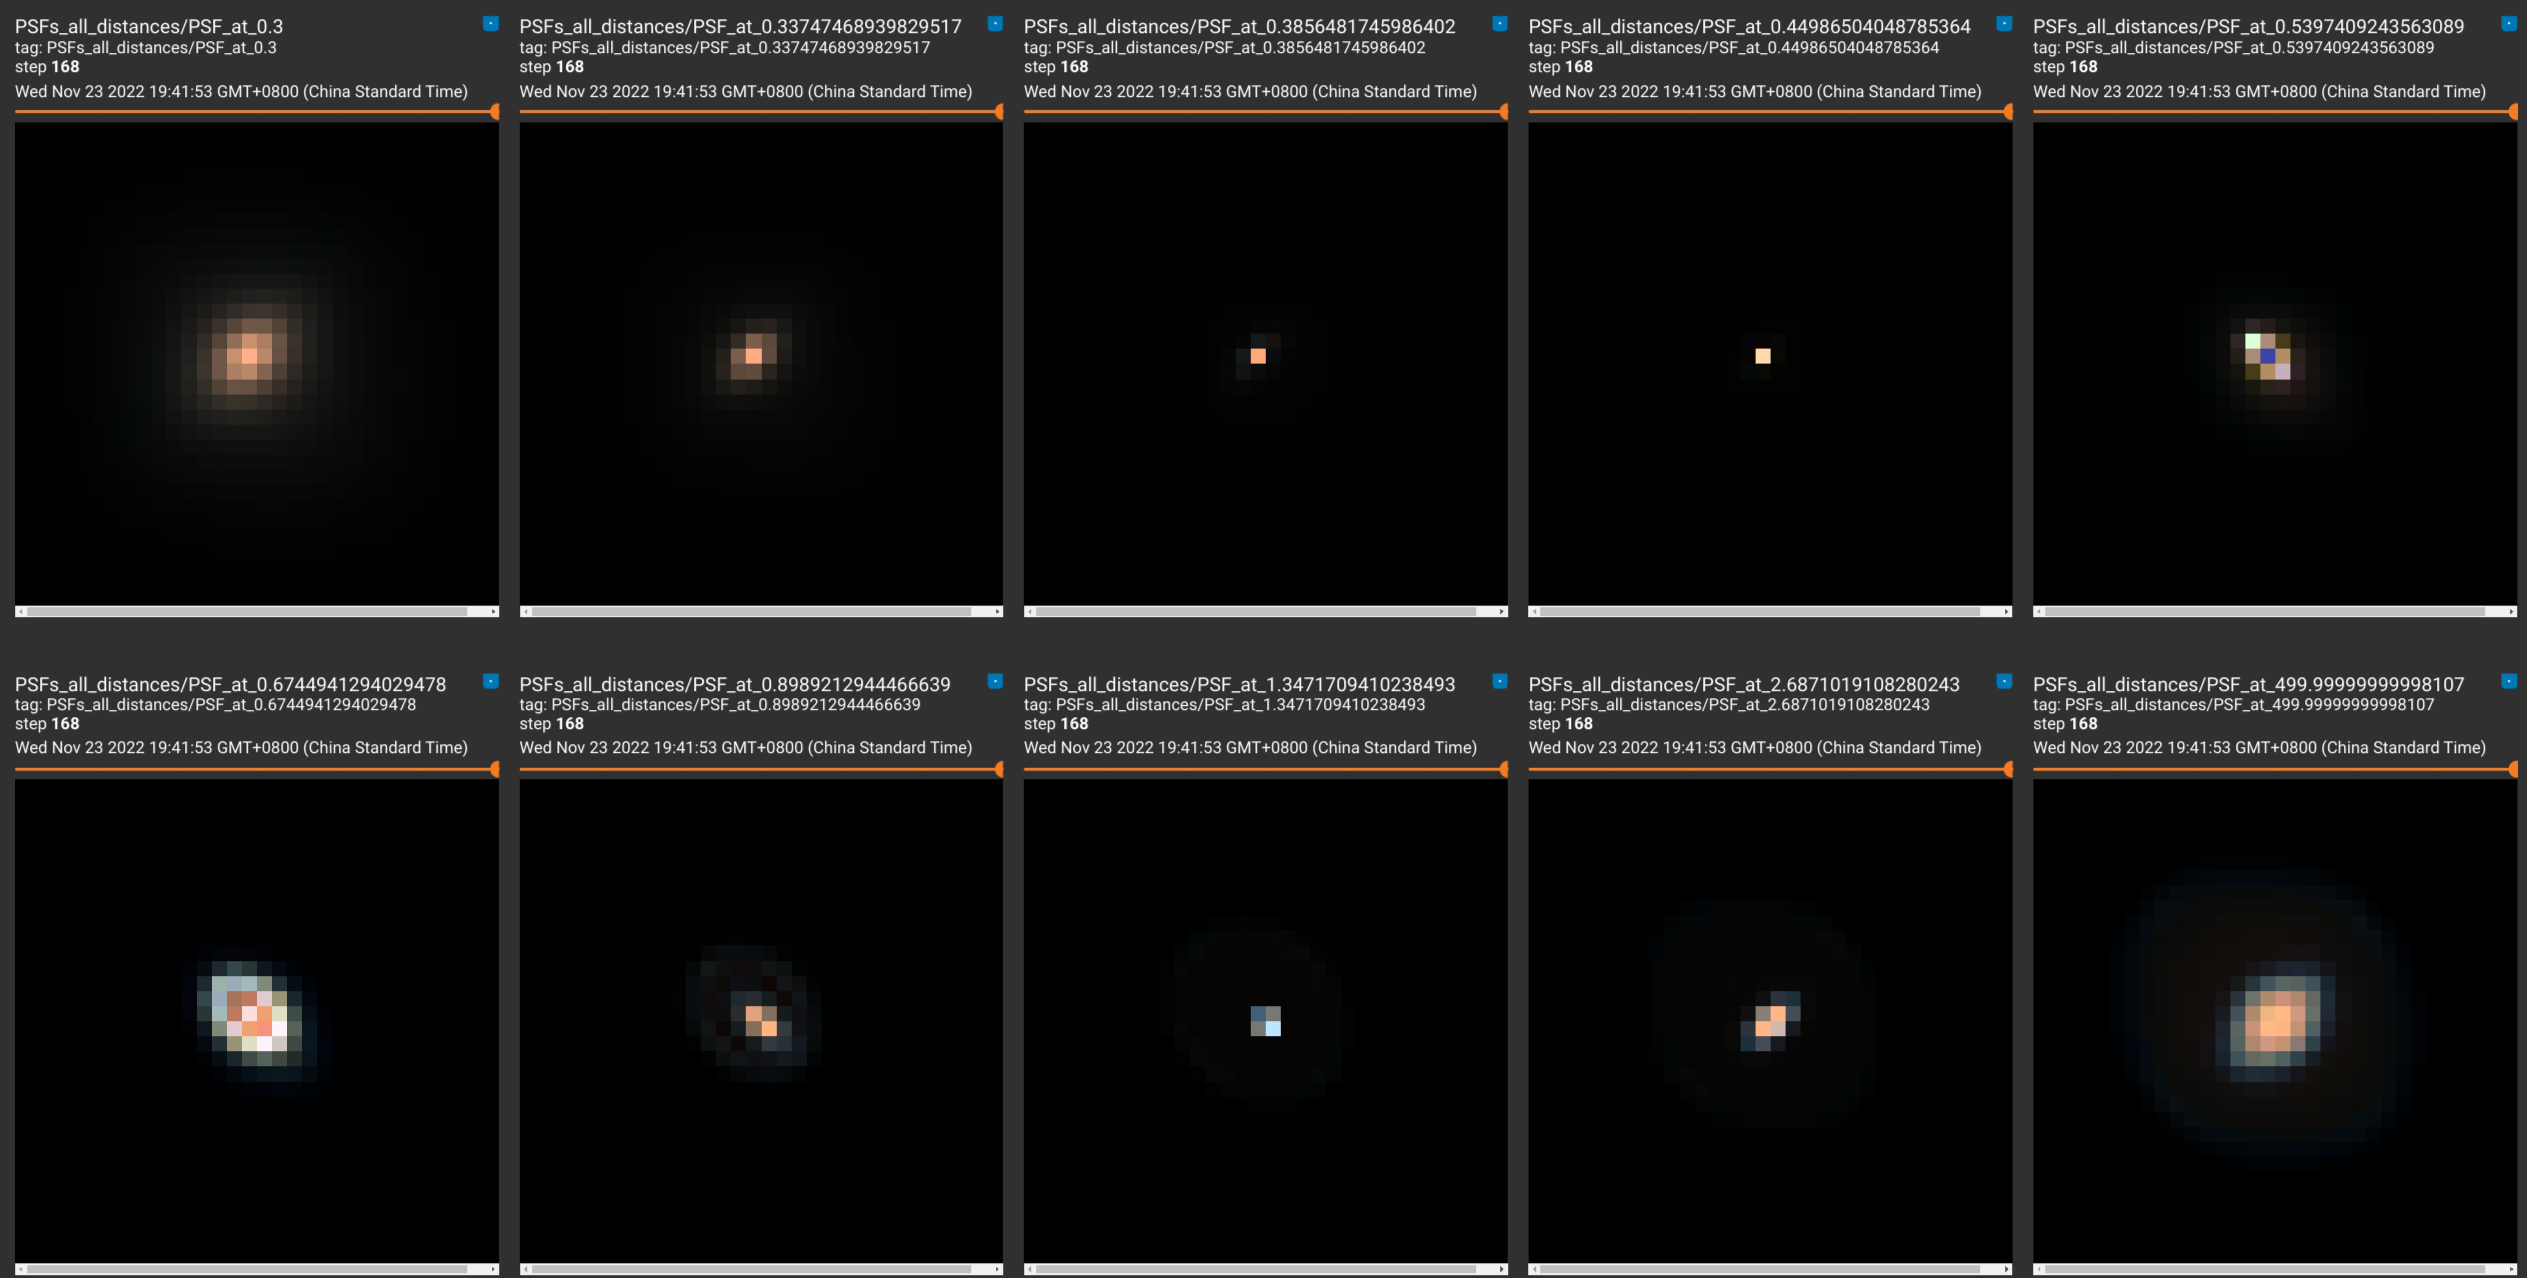 PSFs_all_distances/PSF_at_0.3
tag: PSFs_all_distances/PSF_at_0.3
step 168
Wed Nov 23 2022 19:41:53 GMT+0800 (China Standard Time)
PSFs_all_distances/PSF_at_0.33747468939829517
tag: PSFs_all_distances/PSF_at_0.33747468939829517
step 168
Wed Nov 23 2022 19:41:53 GMT+0800 (China Standard Time)
PSFs_all_distances/PSF_at_0.3856481745986402
tag: PSFs_all_distances/PSF_at_0.3856481745986402
step 168
Wed Nov 23 2022 19:41:53 GMT+0800 (China Standard Time)
PSFs_all_distances/PSF_at_0.44986504048785364
tag: PSFs_all_distances/PSF_at_0.44986504048785364
step 168
Wed Nov 23 2022 19:41:53 GMT+0800 (China Standard Time)
PSFs_all_distances/PSF_at_0.5397409243563089
tag: PSFs_all_distances/PSF_at_0.5397409243563089
step 168
Wed Nov 23 2022 19:41:53 GMT+0800 (China Standard Time)
PSFs_all_distances/PSF_at_0.6744941294029478
tag: PSFs_all_distances/PSF_at_0.6744941294029478
step 168
Wed Nov 23 2022 19:41:53 GMT+0800 (China Standard Time)
PSFs_all_distances/PSF_at_0.8989212944466639
tag: PSFs_all_distances/PSF_at_0.8989212944466639
step 168
Wed Nov 23 2022 19:41:53 GMT+0800 (China Standard Time)
PSFs_all_distances/PSF_at_1.3471709410238493
tag: PSFs_all_distances/PSF_at_1.3471709410238493
step 168
Wed Nov 23 2022 19:41:53 GMT+0800 (China Standard Time)
PSFs_all_distances/PSF_at_2.6871019108280243
tag: PSFs_all_distances/PSF_at_2.6871019108280243
step 168
Wed Nov 23 2022 19:41:53 GMT+0800 (China Standard Time)
PSFs_all_distances/PSF_at_499.99999999998107
tag: PSFs_all_distances/PSF_at_499.99999999998107
step 168
Wed Nov 23 2022 19:41:53 GMT+0800 (China Standard Time)